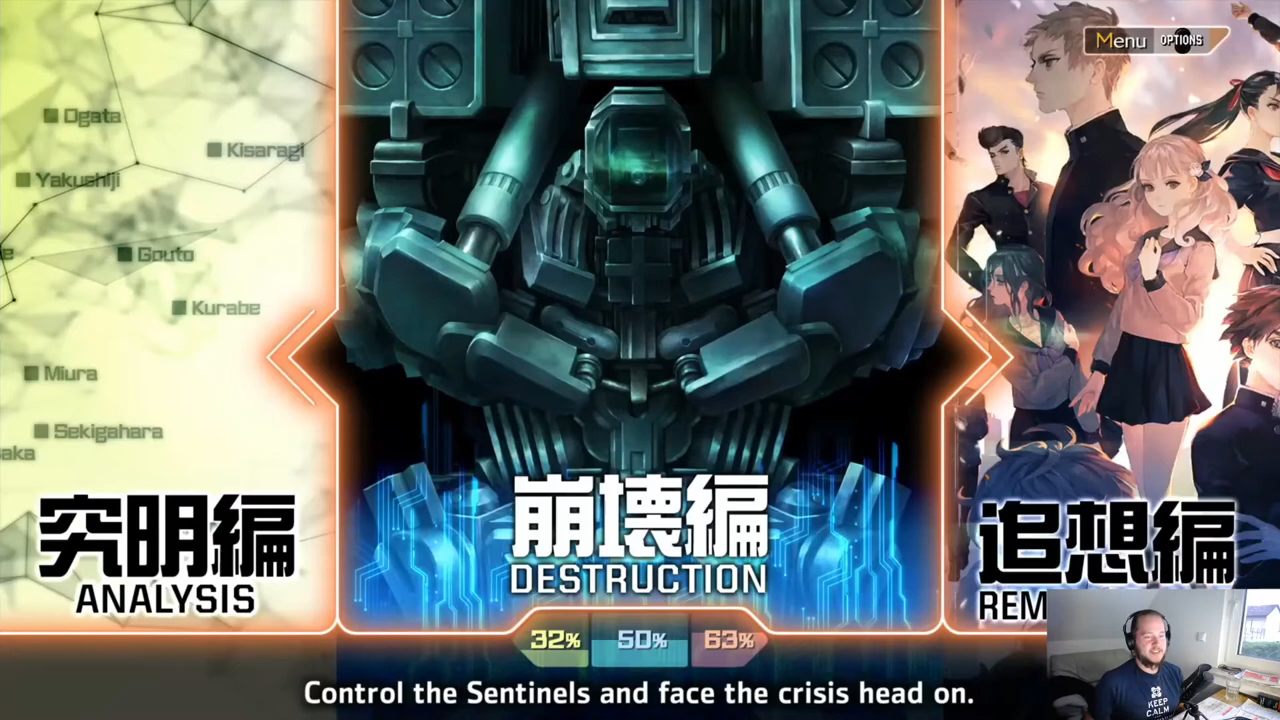 Menu OPTIONS
Ogata
Kisaragi
Yakushiji
Gouto
Kurabe
Miura
Sekigahara
aka
究明編
ANALYSIS
崩壊編
DESTRUCTION
追想編
REM
32% 50% 63%
Control the Sentinels and face the crisis head on.
KEEP
CALM